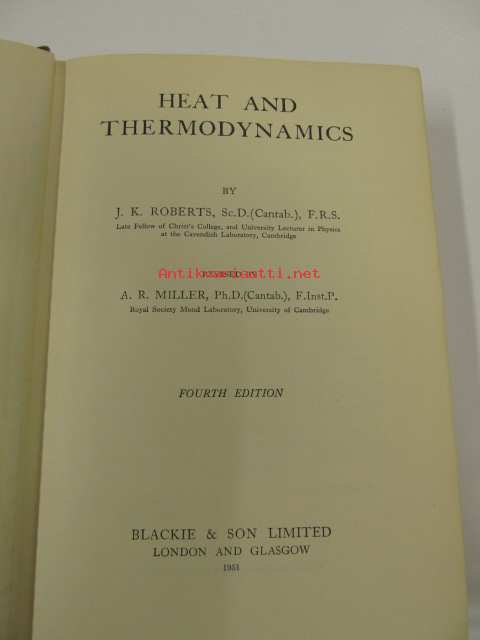 HEAT AND
THERMODYNAMICS
BY
J. K. ROBERTS, Sc.D.(Cantab.), F.R.S.
Late Fellow of Christ's College, and University Lecturer in Physics
at the Cavendish Laboratory, Cambridge
Antikvariaatti.net
REVISED BY
A. R. MILLER, Ph.D.(Cantab.), F.Inst.P.
Royal Society Mond Laboratory, University of Cambridge
FOURTH EDITION
BLACKIE & SON LIMITED
LONDON AND GLASGOW
1951